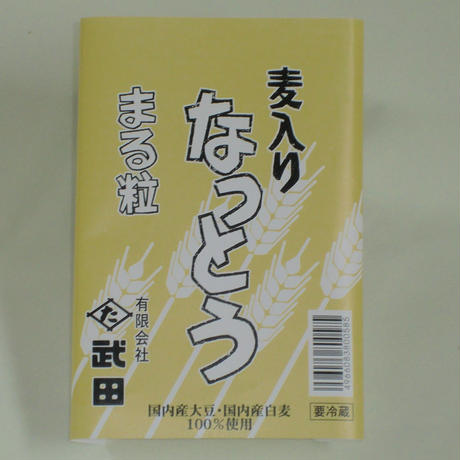 麦入り
なっとう
まる粒
た
有限会社
武田
国内産大豆・国内産白麦
100%使用
要冷蔵
4966083800585